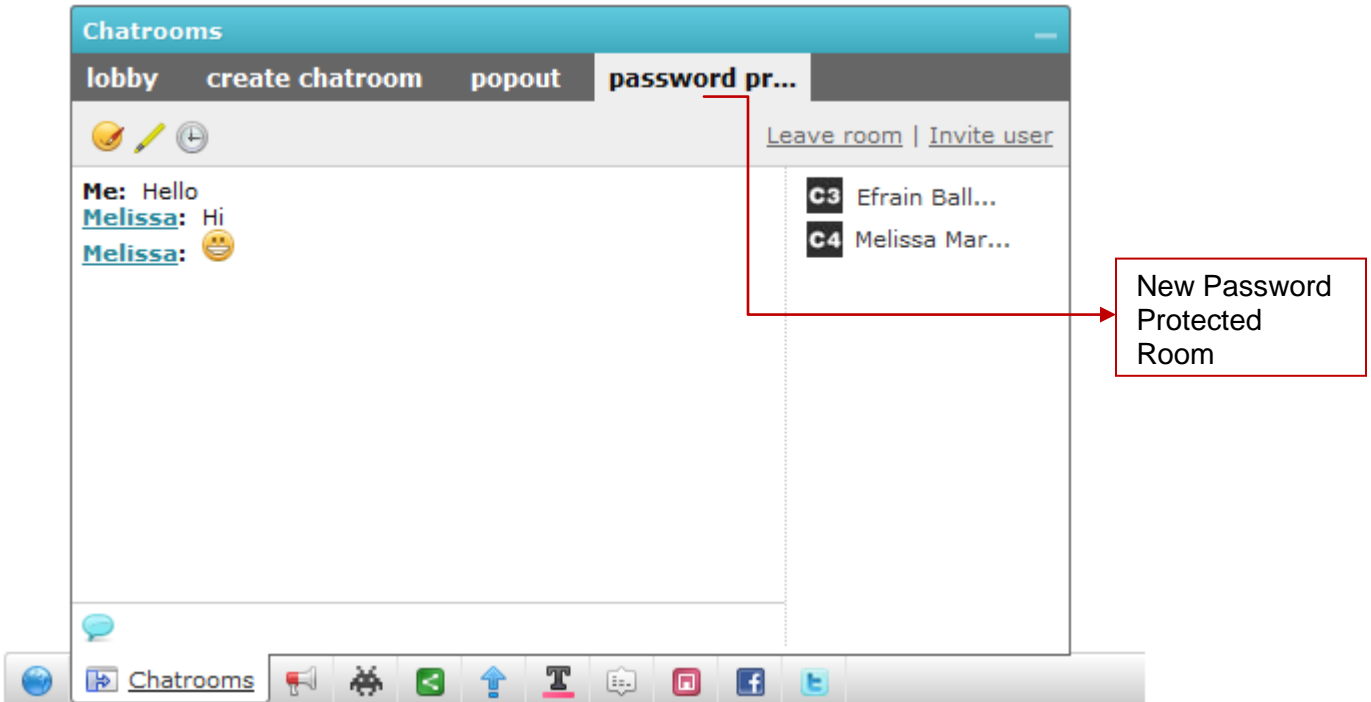 Chatrooms
lobby create chatroom popout password pr...
Leave room | Invite user
Me: Hello
Melissa: Hi
Melissa:
C3 Efrain Ball...
C4 Melissa Mar...
New Password
Protected
Room
Chatrooms